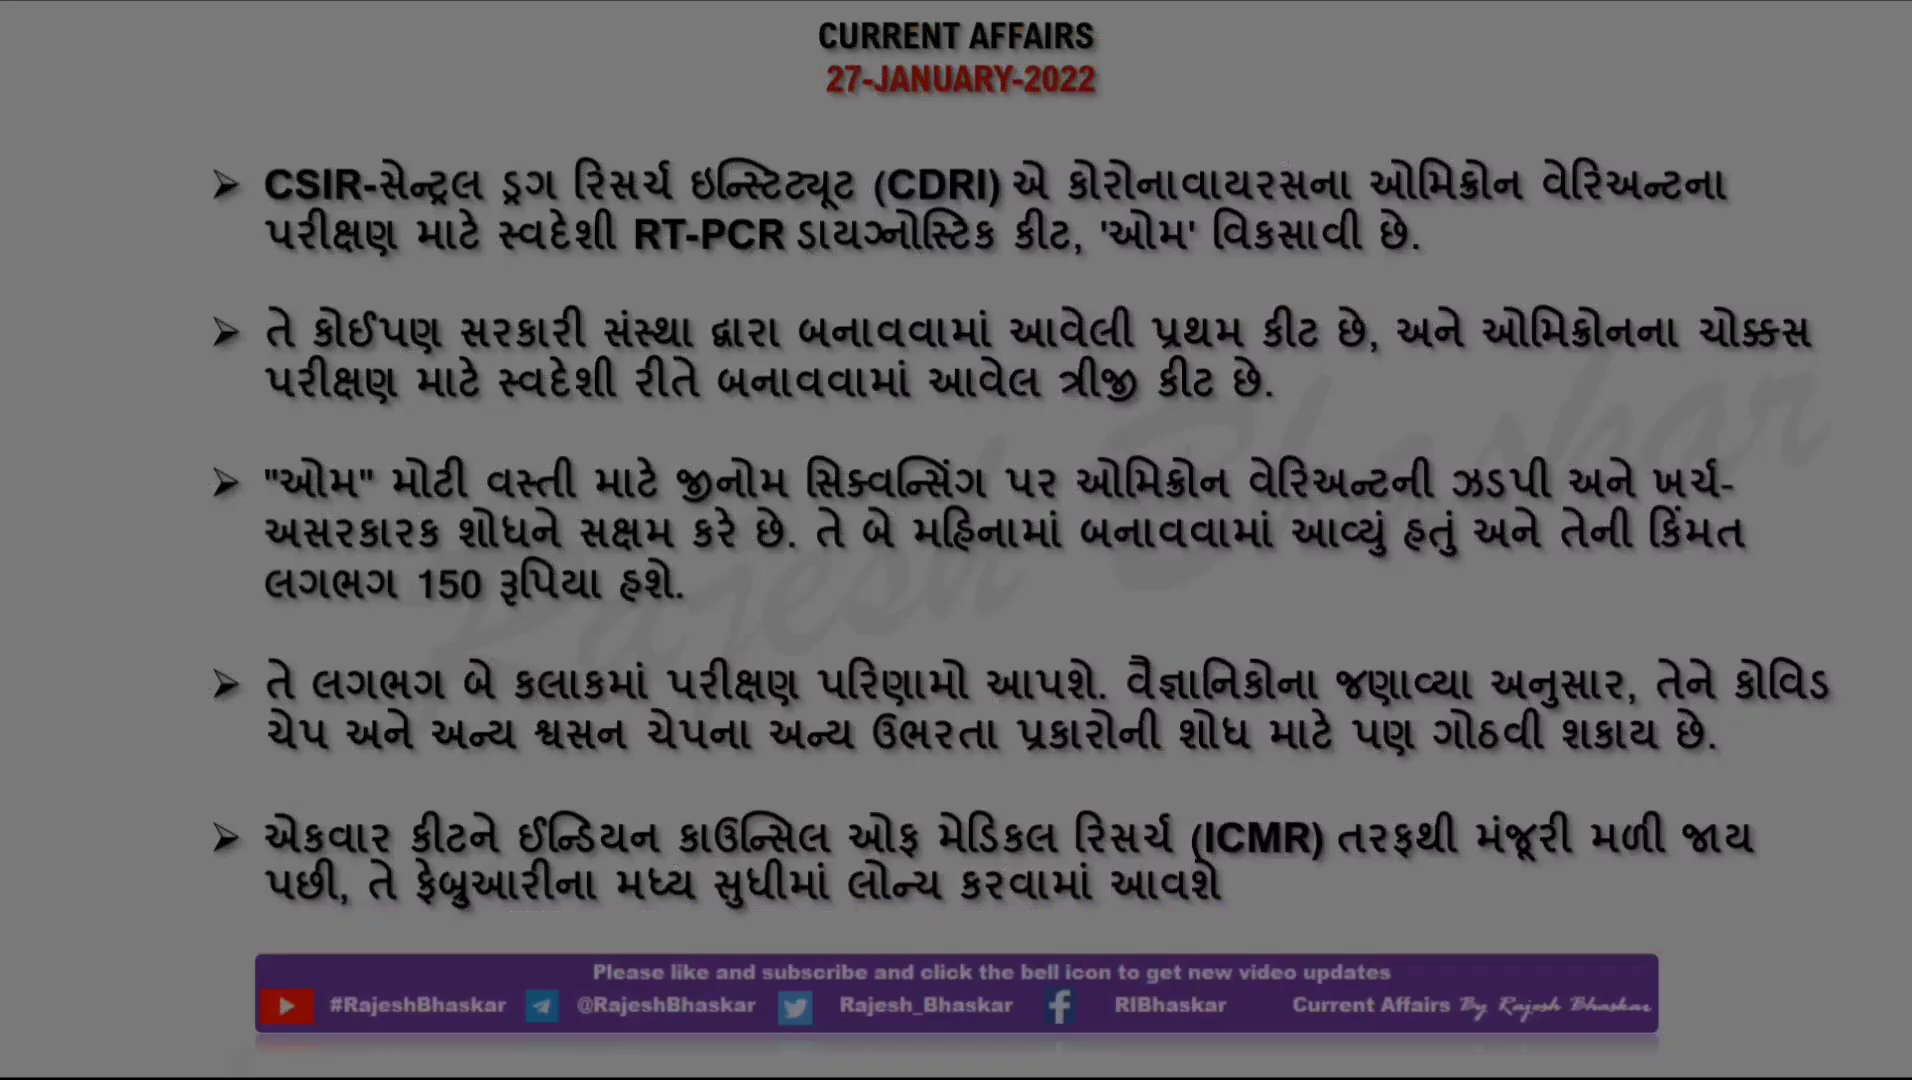 CURRENT AFFAIRS
27-JANUARY-2022
➢ CSIR-સેન્ટ્રલ ડ્રગ રિસર્ચ ઇન્સ્ટિટ્યૂટ (CDRI) એ કોરોનાવાયરસના ઓમિક્રોન વેરિઅન્ટના
પરીક્ષણ માટે સ્વદેશી RT-PCR ડાયગ્નોસ્ટિક કીટ, 'ઓમ' વિકસાવી છે.
➢ તે કોઈપણ સરકારી સંસ્થા દ્વારા બનાવવામાં આવેલી પ્રથમ કીટ છે, અને ઓમિક્રોનના ચોક્કસ
પરીક્ષણ માટે સ્વદેશી રીતે બનાવવામાં આવેલ ત્રીજી કીટ છે.
➢ "ઓમ" મોટી વસ્તી માટે જીનોમ સિક્વન્સિંગ પર ઓમિક્રોન વેરિઅન્ટની ઝડપી અને ખર્ચ-
અસરકારક શોધને સક્ષમ કરે છે. તે બે મહિનામાં બનાવવામાં આવ્યું હતું અને તેની કિંમત
લગભગ 150 રૂપિયા હશે.
➢ તે લગભગ બે કલાકમાં પરીક્ષણ પરિણામો આપશે. વૈજ્ઞાનિકોના જણાવ્યા અનુસાર, તેને કોવિડ
ચેપ અને અન્ય શ્વસન ચેપના અન્ય ઉભરતા પ્રકારોની શોધ માટે પણ ગોઠવી શકાય છે.
➢ એકવાર કીટને ઈન્ડિયન કાઉન્સિલ ઓફ મેડિકલ રિસર્ચ (ICMR) તરફથી મંજૂરી મળી જાય
પછી, તે ફેબ્રુઆરીના મધ્ય સુધીમાં લોન્ચ કરવામાં આવશે
Rajesh Bhaskar
Please like and subscribe and click the bell icon to get new video updates
#RajeshBhaskar @RajeshBhaskar Rajesh_Bhaskar RIBhaskar Current Affairs By Rajesh Bhaskar